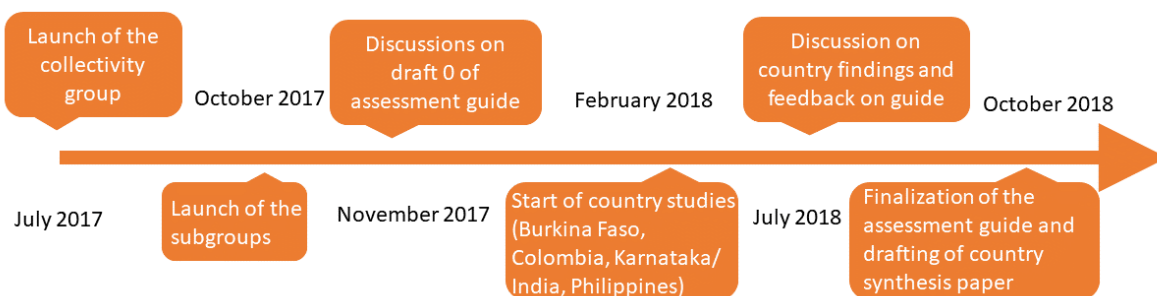 Launch of the
collectivity
group
July 2017
October 2017
Launch of the
subgroups
Discussions on
draft 0 of
assessment guide
November 2017
February 2018
Start of country studies
(Burkina Faso,
Colombia, Karnataka/
India, Philippines)
Discussion on
country findings and
feedback on guide
July 2018
October 2018
Finalization of the
assessment guide and
drafting of country
synthesis paper